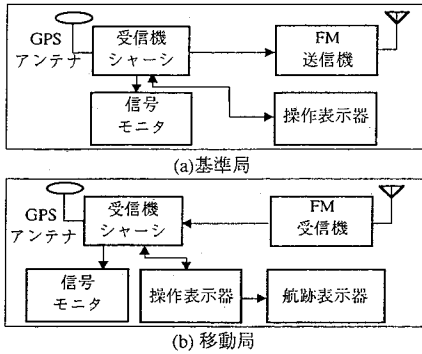 GPS
アンテナ
受信機
シャーシ
FM
送信機
信号
モニタ
操作表示器
(a)基準局
GPS
アンテナ
受信機
シャーシ
FM
受信機
信号
モニタ
操作表示器
航跡表示器
(b) 移動局